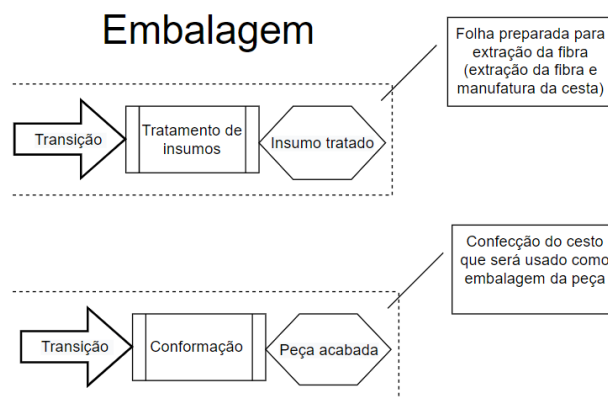 Embalagem
Folha preparada para
extração da fibra
(extração da fibra e
manufatura da cesta)
Transição
Tratamento de
insumos
Insumo tratado
Confecção do cesto
que será usado como
embalagem da peça
Transição
Conformação
Peça acabada